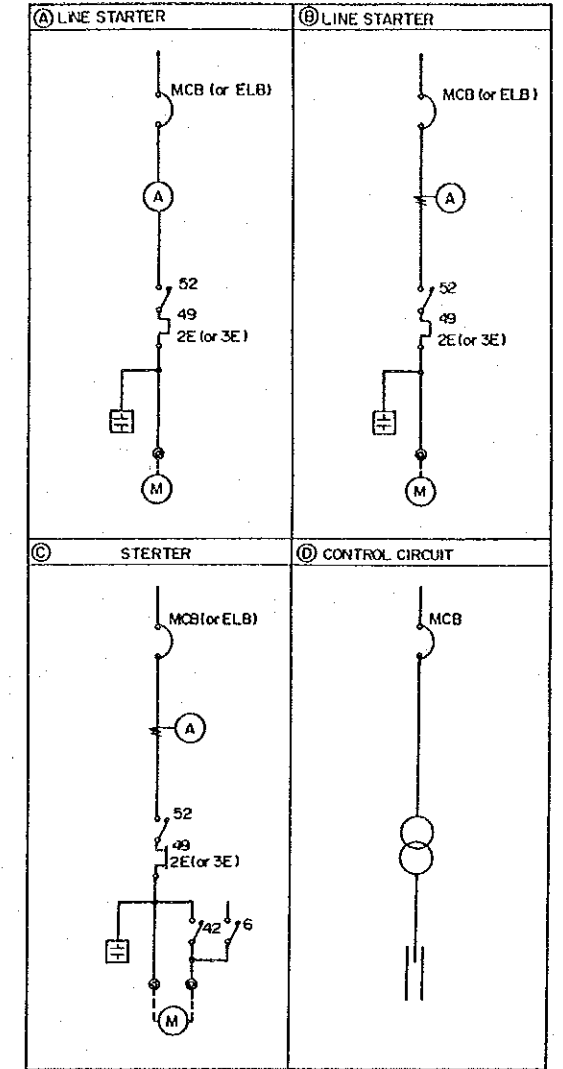 Ⓐ LINE STARTER
MCB (or ELB)
A
52
49
2E (or 3E)
M
Ⓑ LINE STARTER
MCB (or ELB)
A
52
49
2E (or 3E)
M
Ⓒ STERTER
MCB (or ELB)
A
52
49
2E (or 3E)
42
6
M
Ⓓ CONTROL CIRCUIT
MCB